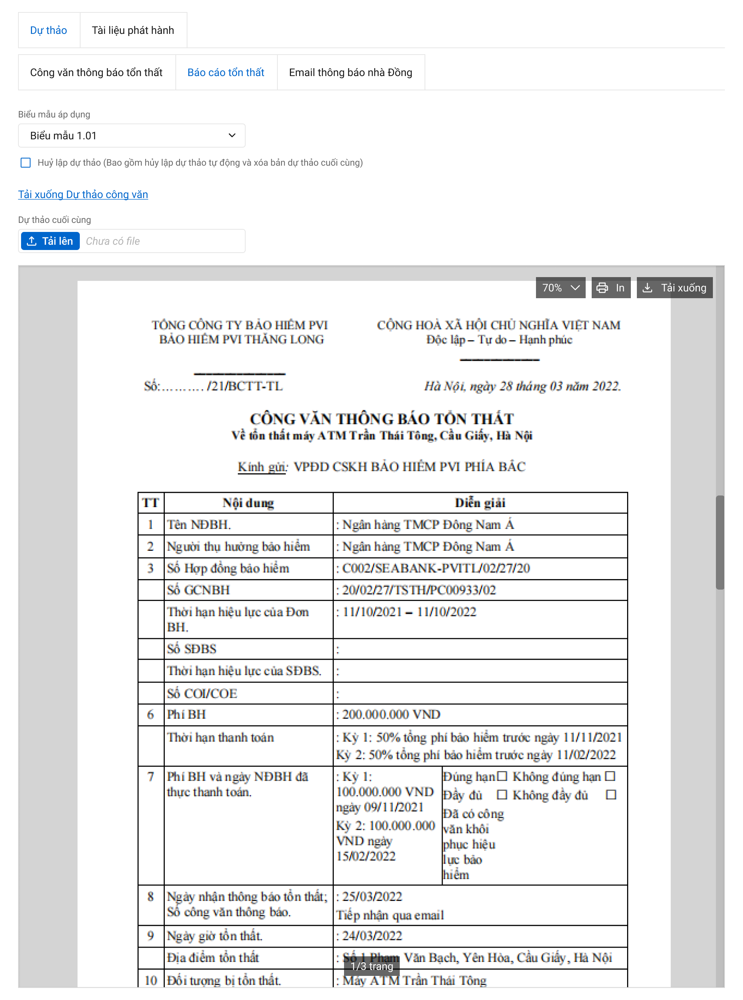 Dự thảo
Tài liệu phát hành
Công văn thông báo tổn thất
Báo cáo tổn thất
Email thông báo nhà Đồng
Biểu mẫu áp dụng
Biểu mẫu 1.01
Huỷ lập dự thảo (Bao gồm hủy lập dự thảo tự động và xóa bản dự thảo cuối cùng)
Tải xuống Dự thảo công văn
Dự thảo cuối cùng
Tải lên
Chưa có file
70%
In
Tải xuống
TỔNG CÔNG TY BẢO HIỂM PVI
BẢO HIỂM PVI THĂNG LONG
CỘNG HOÀ XÃ HỘI CHỦ NGHĨA VIỆT NAM
Độc lập – Tự do – Hạnh phúc
Số:.......... /21/BCTT-TL
Hà Nội, ngày 28 tháng 03 năm 2022.
CÔNG VĂN THÔNG BÁO TỔN THẤT
Về tổn thất máy ATM Trần Thái Tông, Cầu Giấy, Hà Nội
Kính gửi: VPĐD CSKH BẢO HIỂM PVI PHÍA BẮC
TT Nội dung Diễn giải
1 Tên NĐBH. : Ngân hàng TMCP Đông Nam Á
2 Người thụ hưởng bảo hiểm : Ngân hàng TMCP Đông Nam Á
3 Số Hợp đồng bảo hiểm : C002/SEABANK-PVITL/02/27/20
Số GCNBH : 20/02/27/TSTH/PC00933/02
Thời hạn hiệu lực của Đơn : 11/10/2021 – 11/10/2022
BH.
Số SĐBS :
Thời hạn hiệu lực của SĐBS. :
Số COI/COE :
6 Phí BH : 200.000.000 VND
Thời hạn thanh toán : Kỳ 1: 50% tổng phí bảo hiểm trước ngày 11/11/2021
Kỳ 2: 50% tổng phí bảo hiểm trước ngày 11/02/2022
7 Phí BH và ngày NĐBH đã
thực thanh toán.
: Kỳ 1:
100.000.000 VND
ngày 09/11/2021
Kỳ 2: 100.000.000
VND ngày
15/02/2022
Đúng hạn☐ Không đúng hạn ☐
Đầy đủ ☐ Không đầy đủ ☐
Đã có công
văn khôi
phục hiệu
lực bảo
hiểm
8 Ngày nhận thông báo tổn thất; : 25/03/2022
Số công văn thông báo. Tiếp nhận qua email
9 Ngày giờ tổn thất. : 24/03/2022
Địa điểm tổn thất : Số 1 Phạm Văn Bạch, Yên Hòa, Cầu Giấy, Hà Nội
1/3 trang
10 Đối tượng bị tổn thất. : Máy ATM Trần Thái Tông